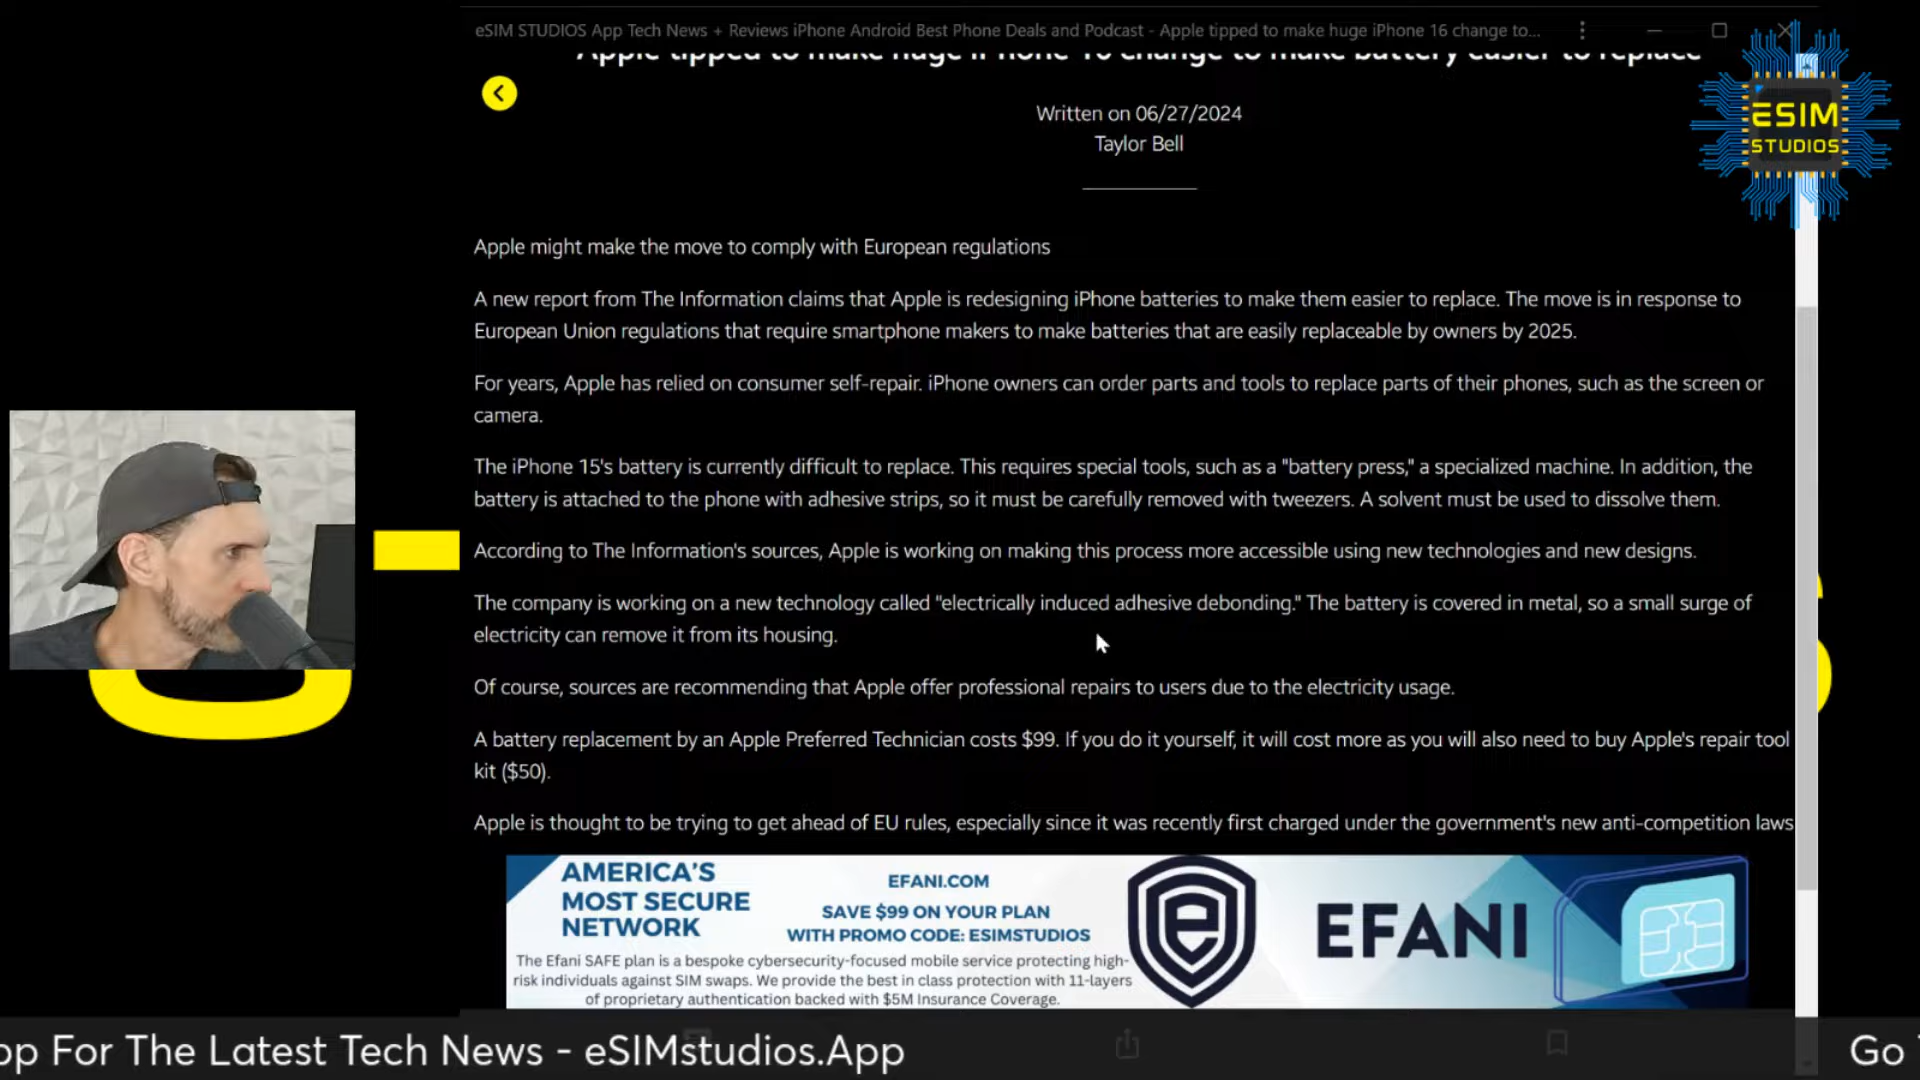 eSIM STUDIOS App Tech News + Reviews iPhone Android Best Phone Deals and Podcast - Apple tipped to make huge iPhone 16 change to...
Apple tipped to make huge iPhone 16 change to make battery easier to replace
ESIM
STUDIOS
Written on 06/27/2024
Taylor Bell
Apple might make the move to comply with European regulations
A new report from The Information claims that Apple is redesigning iPhone batteries to make them easier to replace. The move is in response to
European Union regulations that require smartphone makers to make batteries that are easily replaceable by owners by 2025.
For years, Apple has relied on consumer self-repair. iPhone owners can order parts and tools to replace parts of their phones, such as the screen or
camera.
The iPhone 15's battery is currently difficult to replace. This requires special tools, such as a "battery press," a specialized machine. In addition, the
battery is attached to the phone with adhesive strips, so it must be carefully removed with tweezers. A solvent must be used to dissolve them.
According to The Information's sources, Apple is working on making this process more accessible using new technologies and new designs.
The company is working on a new technology called "electrically induced adhesive debonding." The battery is covered in metal, so a small surge of
electricity can remove it from its housing.
Of course, sources are recommending that Apple offer professional repairs to users due to the electricity usage.
A battery replacement by an Apple Preferred Technician costs $99. If you do it yourself, it will cost more as you will also need to buy Apple's repair tool
kit ($50).
Apple is thought to be trying to get ahead of EU rules, especially since it was recently first charged under the government's new anti-competition laws
AMERICA'S
MOST SECURE
NETWORK
EFANI.COM
SAVE $99 ON YOUR PLAN
WITH PROMO CODE: ESIMSTUDIOS
The Efani SAFE plan is a bespoke cybersecurity-focused mobile service protecting high-
risk individuals against SIM swaps. We provide the best in class protection with 11-layers
of proprietary authentication backed with $5M Insurance Coverage.
EFANI
op For The Latest Tech News - eSIMstudios.App
Go